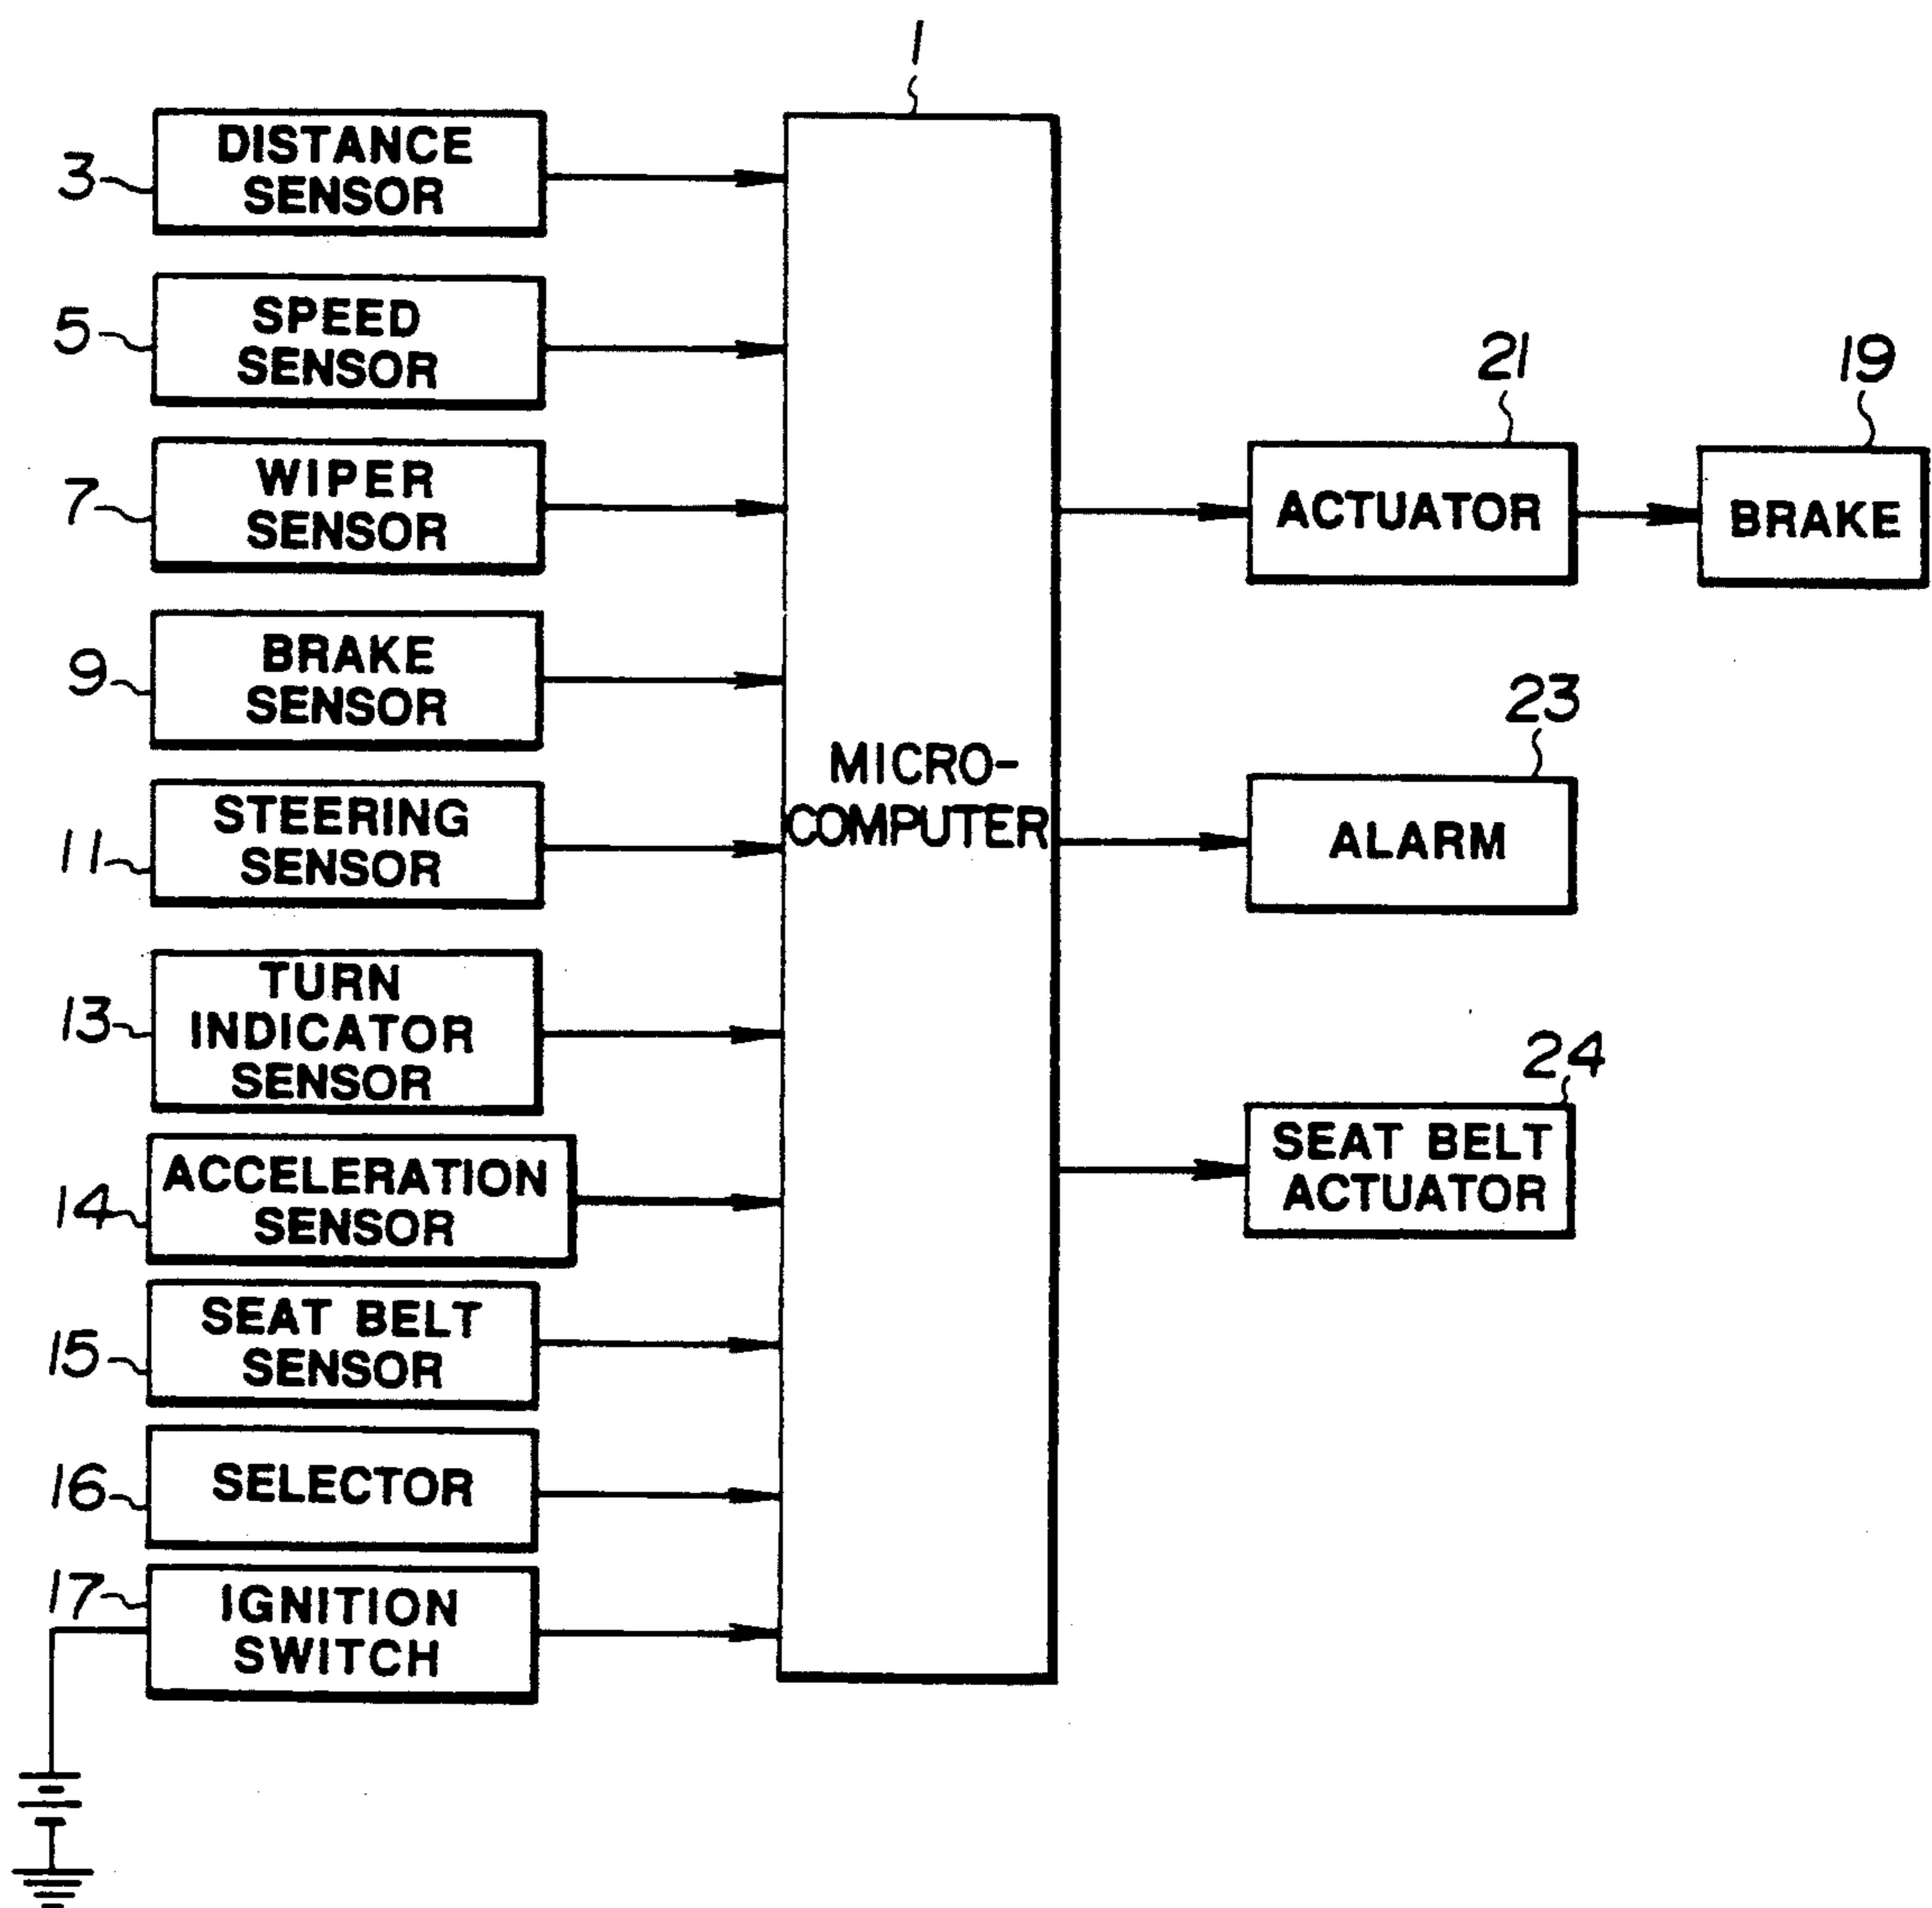 1
3
DISTANCE
SENSOR
5
SPEED
SENSOR
7
WIPER
SENSOR
9
BRAKE
SENSOR
11
STEERING
SENSOR
13
TURN
INDICATOR
SENSOR
14
ACCELERATION
SENSOR
15
SEAT BELT
SENSOR
16
SELECTOR
17
IGNITION
SWITCH
MICRO-
COMPUTER
21
ACTUATOR
19
BRAKE
23
ALARM
24
SEAT BELT
ACTUATOR